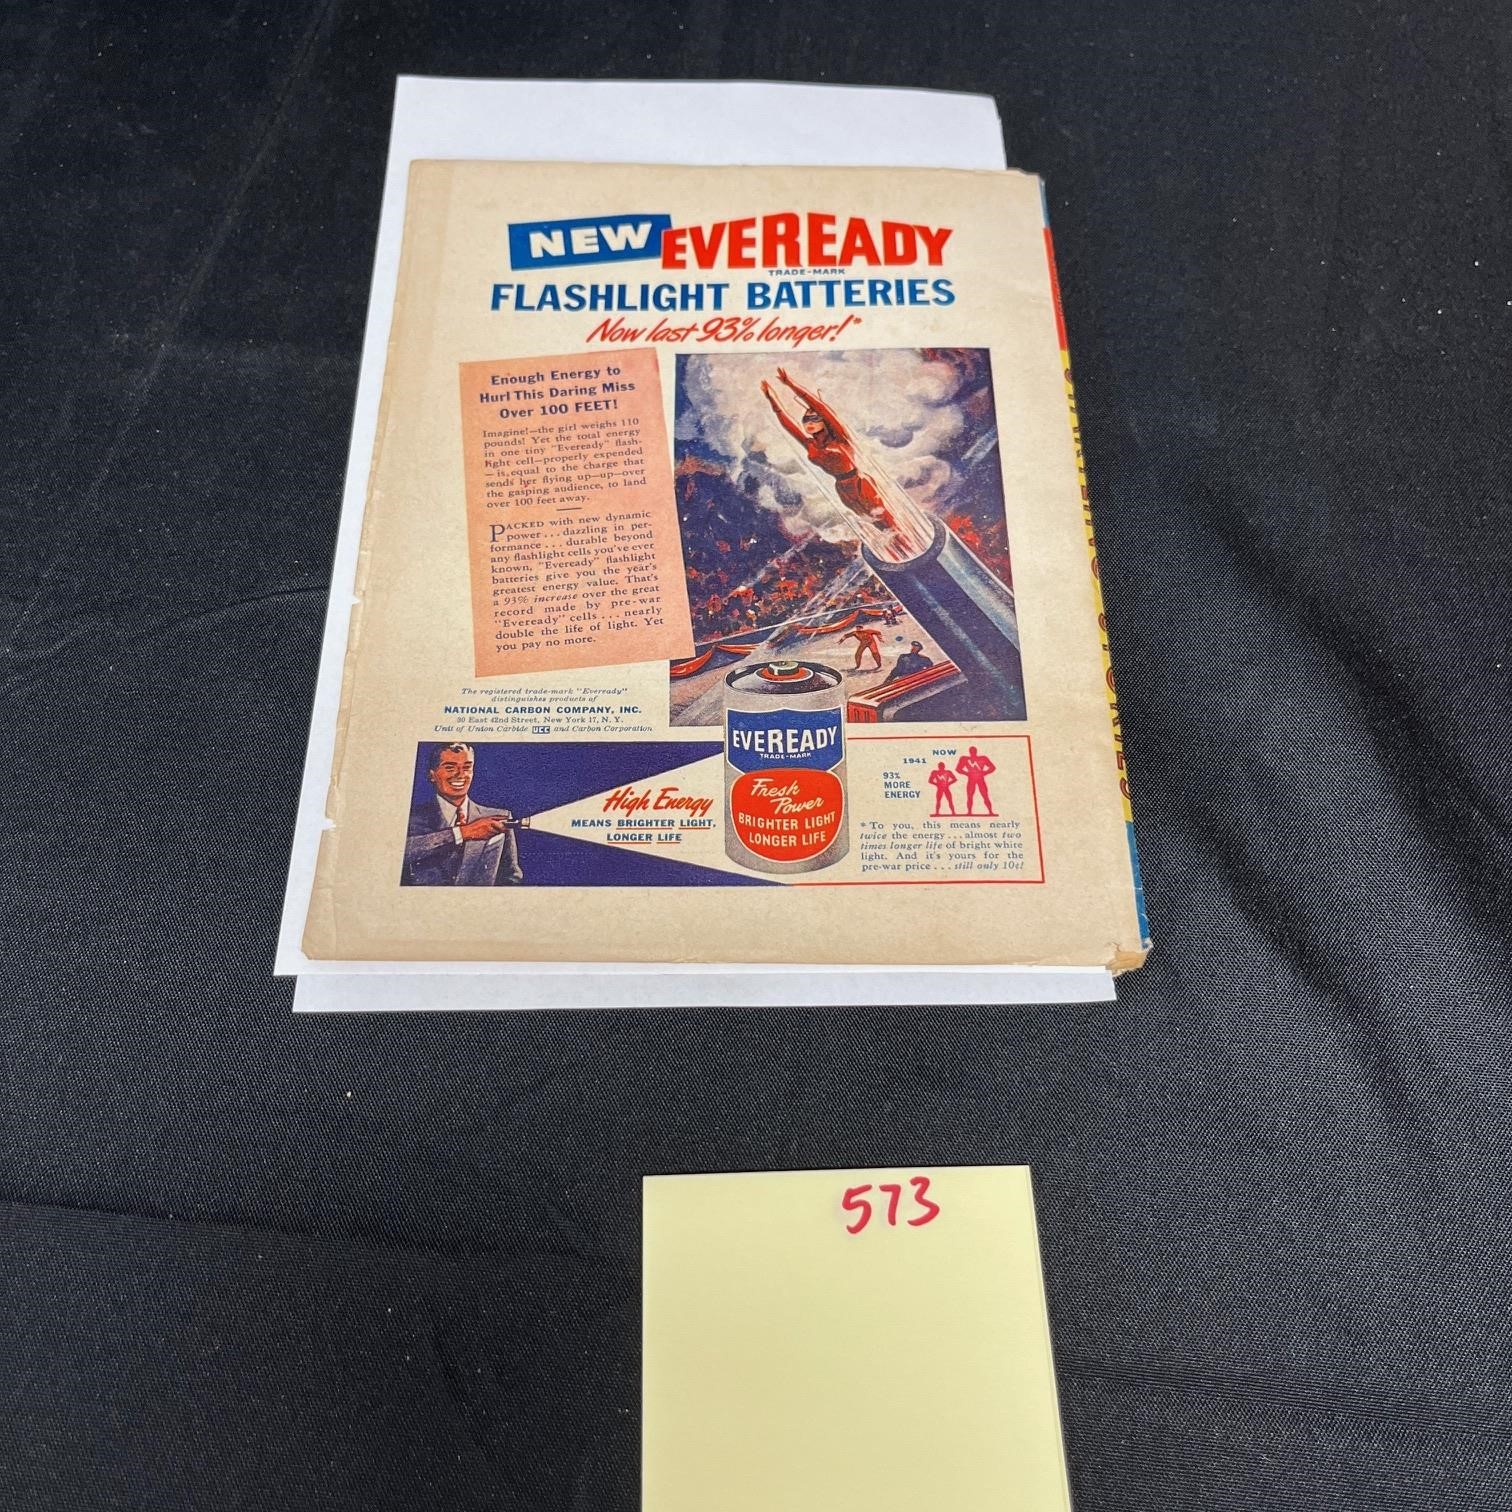 NEW EVEREADY
TRADE-MARK
FLASHLIGHT BATTERIES
Now last 93% longer!*
Enough Energy to
Hurl This Daring Miss
Over 100 FEET!
Imagine!—the girl weighs 110
pounds! Yet the total energy
in one tiny "Eveready" flash-
light cell—properly expended
—is equal to the charge that
sends her flying up—up—over
the gasping audience, to land
over 100 feet away.
PACKED with new dynamic
power...dazzling in per-
formance...durable beyond
any flashlight cells you've ever
known, "Eveready" flashlight
batteries give you the year's
greatest energy value. That's
a 93% increase over the great
record made by pre-war
"Eveready" cells...nearly
double the life of light. Yet
you pay no more.
The registered trade-mark "Eveready"
distinguishes products of
NATIONAL CARBON COMPANY, INC.
30 East 42nd Street, New York 17, N. Y.
Unit of Union Carbide UCC and Carbon Corporation
High Energy
MEANS BRIGHTER LIGHT,
LONGER LIFE
EVEREADY
TRADE-MARK
Fresh
Power
BRIGHTER LIGHT
LONGER LIFE
NOW
1941
93%
MORE
ENERGY
*To you, this means nearly
twice the energy...almost two
times longer life of bright white
light. And it's yours for the
pre-war price...still only 10¢!
573